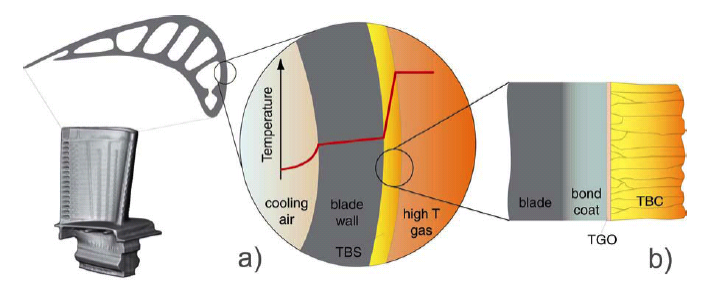 Temperature
cooling
air
blade
wall
TBS
high T
gas
a)
blade
bond
coat
TBC
TGO
b)